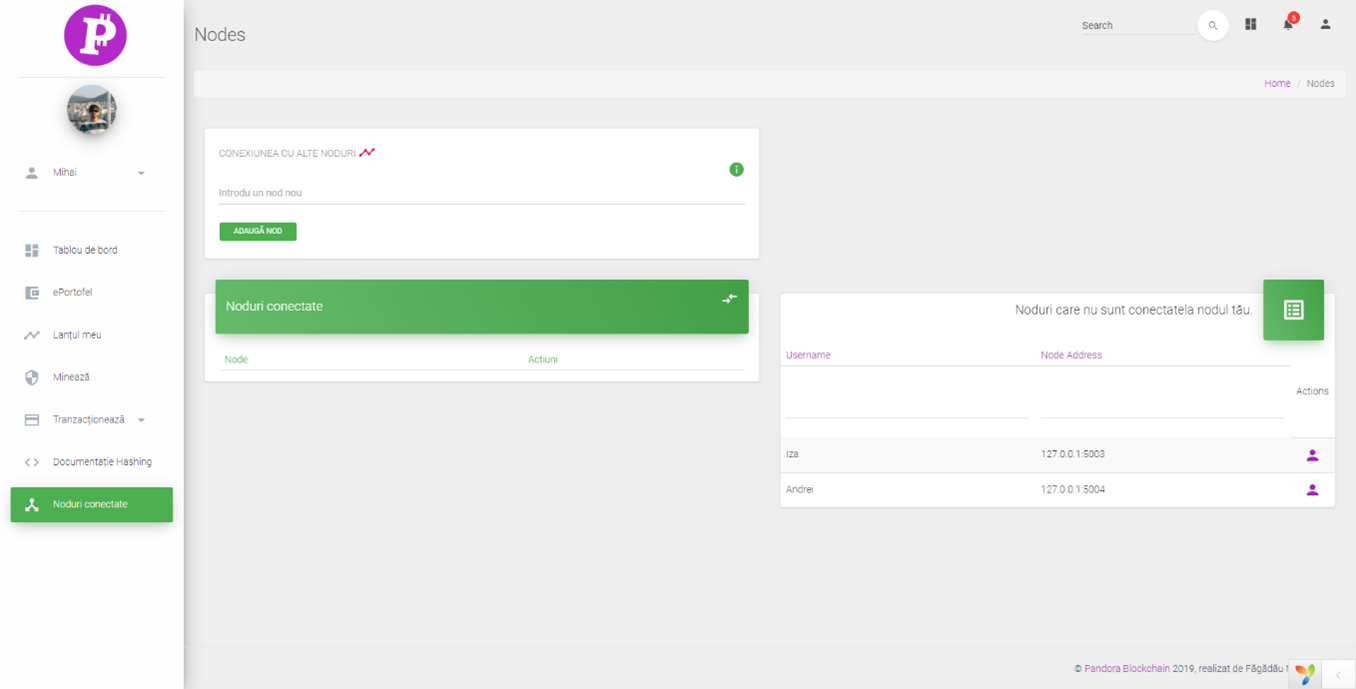 Nodes
Search
5
Home / Nodes
Mihai
Tablou de bord
ePortofel
Lanțul meu
Minează
Tranzacționează
Documentație Hashing
Noduri conectate
CONEXIUNEA CU ALTE NODURI
Introdu un nod nou
ADAUGĂ NOD
Noduri conectate
Node Actiuni
Noduri care nu sunt conectatela nodul tău.
Username Node Address
Actions
Iza 127.0.0.1:5003
Andrei 127.0.0.1:5004
© Pandora Blockchain 2019, realizat de Făgădău